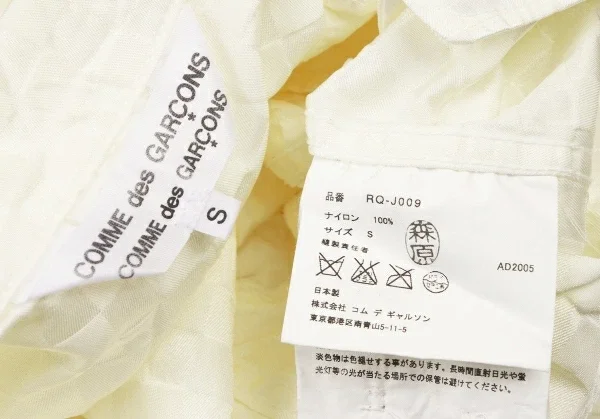 COMME des GARÇONS
COMME des GARÇONS
S
品番 RQ-J009
ナイロン 100%
サイズ S
縫製責任者
森原
AD2005
日本製
株式会社 コム デ ギャルソン
東京都港区南青山5-11-5
淡色物は色褪せする事があります。長時間直射日光や蛍
光灯等の光が当たる場所での保管は避けてください。